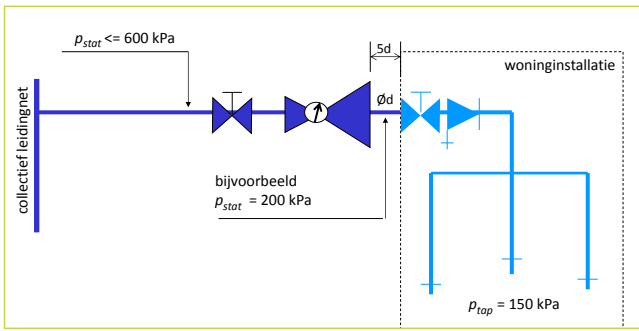 p_stat <= 600 kPa
5d
woninginstallatie
Ød
collectief leidingnet
bijvoorbeeld
p_stat = 200 kPa
p_tap = 150 kPa